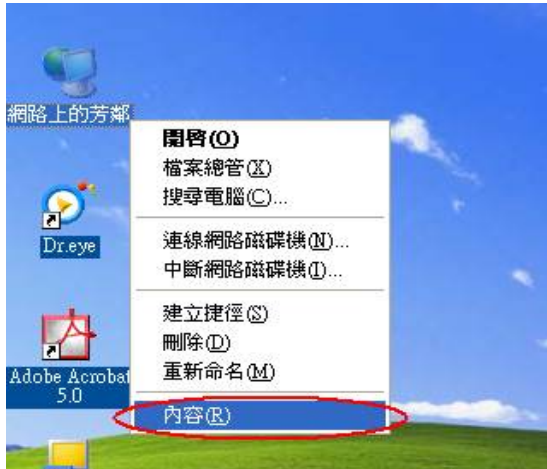 網路上的芳鄰
開啓(O)
檔案總管(X)
搜尋電腦(C)...
連線網路磁碟機(N)...
中斷網路磁碟機(I)...
建立捷徑(S)
刪除(D)
重新命名(M)
內容(R)
Dr.eye
Adobe Acrobat
5.0